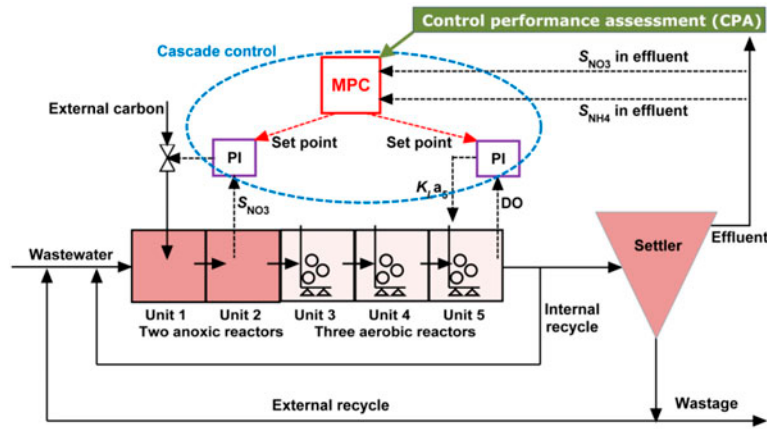 Control performance assessment (CPA)
Cascade control
MPC
SNO3 in effluent
SNH4 in effluent
External carbon
PI
Set point
Set point
PI
SNO3
KLa5
DO
Wastewater
Settler
Effluent
Unit 1
Unit 2
Unit 3
Unit 4
Unit 5
Two anoxic reactors
Three aerobic reactors
Internal
recycle
External recycle
Wastage